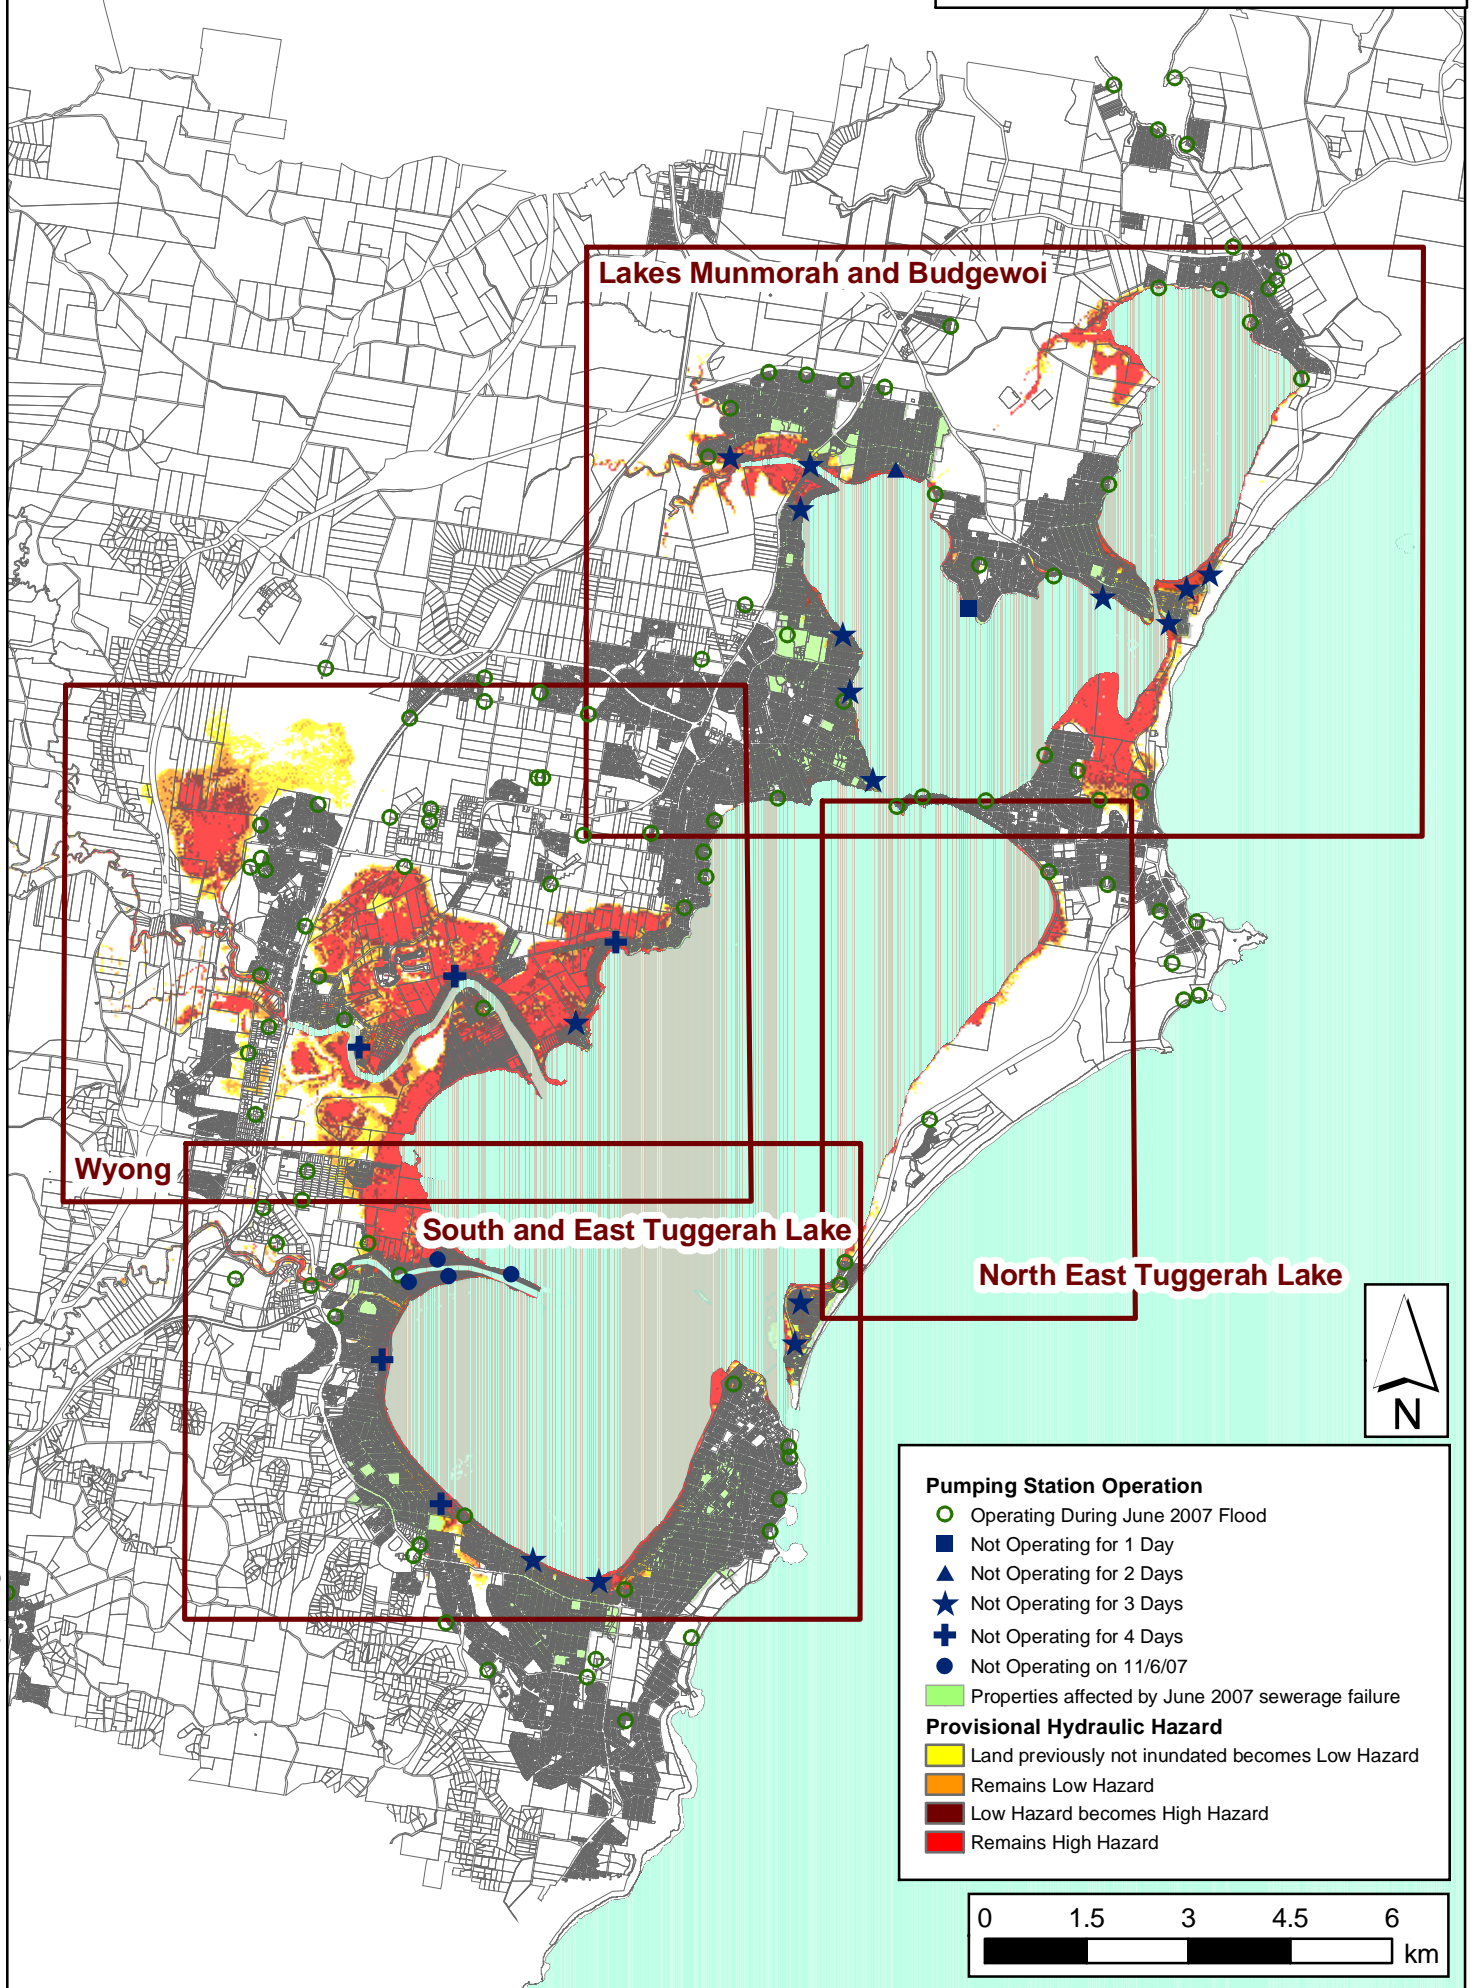 Lakes Munmorah and Budgewoi
Wyong
South and East Tuggerah Lake
North East Tuggerah Lake
N
Pumping Station Operation
Operating During June 2007 Flood
Not Operating for 1 Day
Not Operating for 2 Days
Not Operating for 3 Days
Not Operating for 4 Days
Not Operating on 11/6/07
Properties affected by June 2007 sewerage failure
Provisional Hydraulic Hazard
Land previously not inundated becomes Low Hazard
Remains Low Hazard
Low Hazard becomes High Hazard
Remains High Hazard
0 1.5 3 4.5 6
km